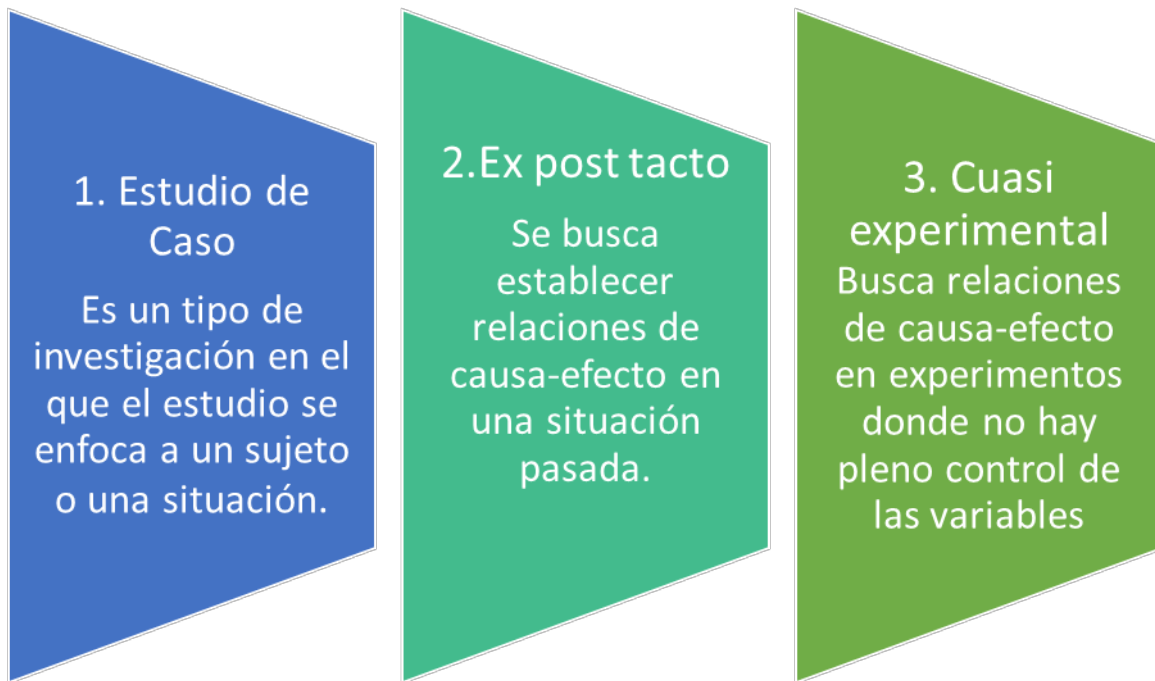 1. Estudio de
Caso
Es un tipo de
investigación en el
que el estudio se
enfoca a un sujeto
o una situación.
2.Ex post tacto
Se busca
establecer
relaciones de
causa-efecto en
una situación
pasada.
3. Cuasi
experimental
Busca relaciones
de causa-efecto
en experimentos
donde no hay
pleno control de
las variables